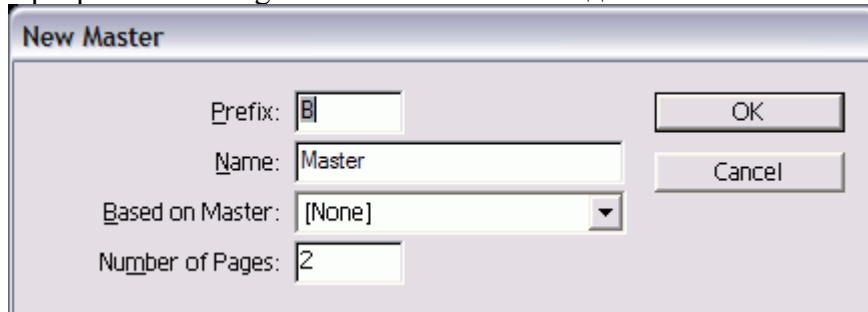 New Master
Prefix: B
OK
Name: Master
Cancel
Based on Master: [None]
Number of Pages: 2